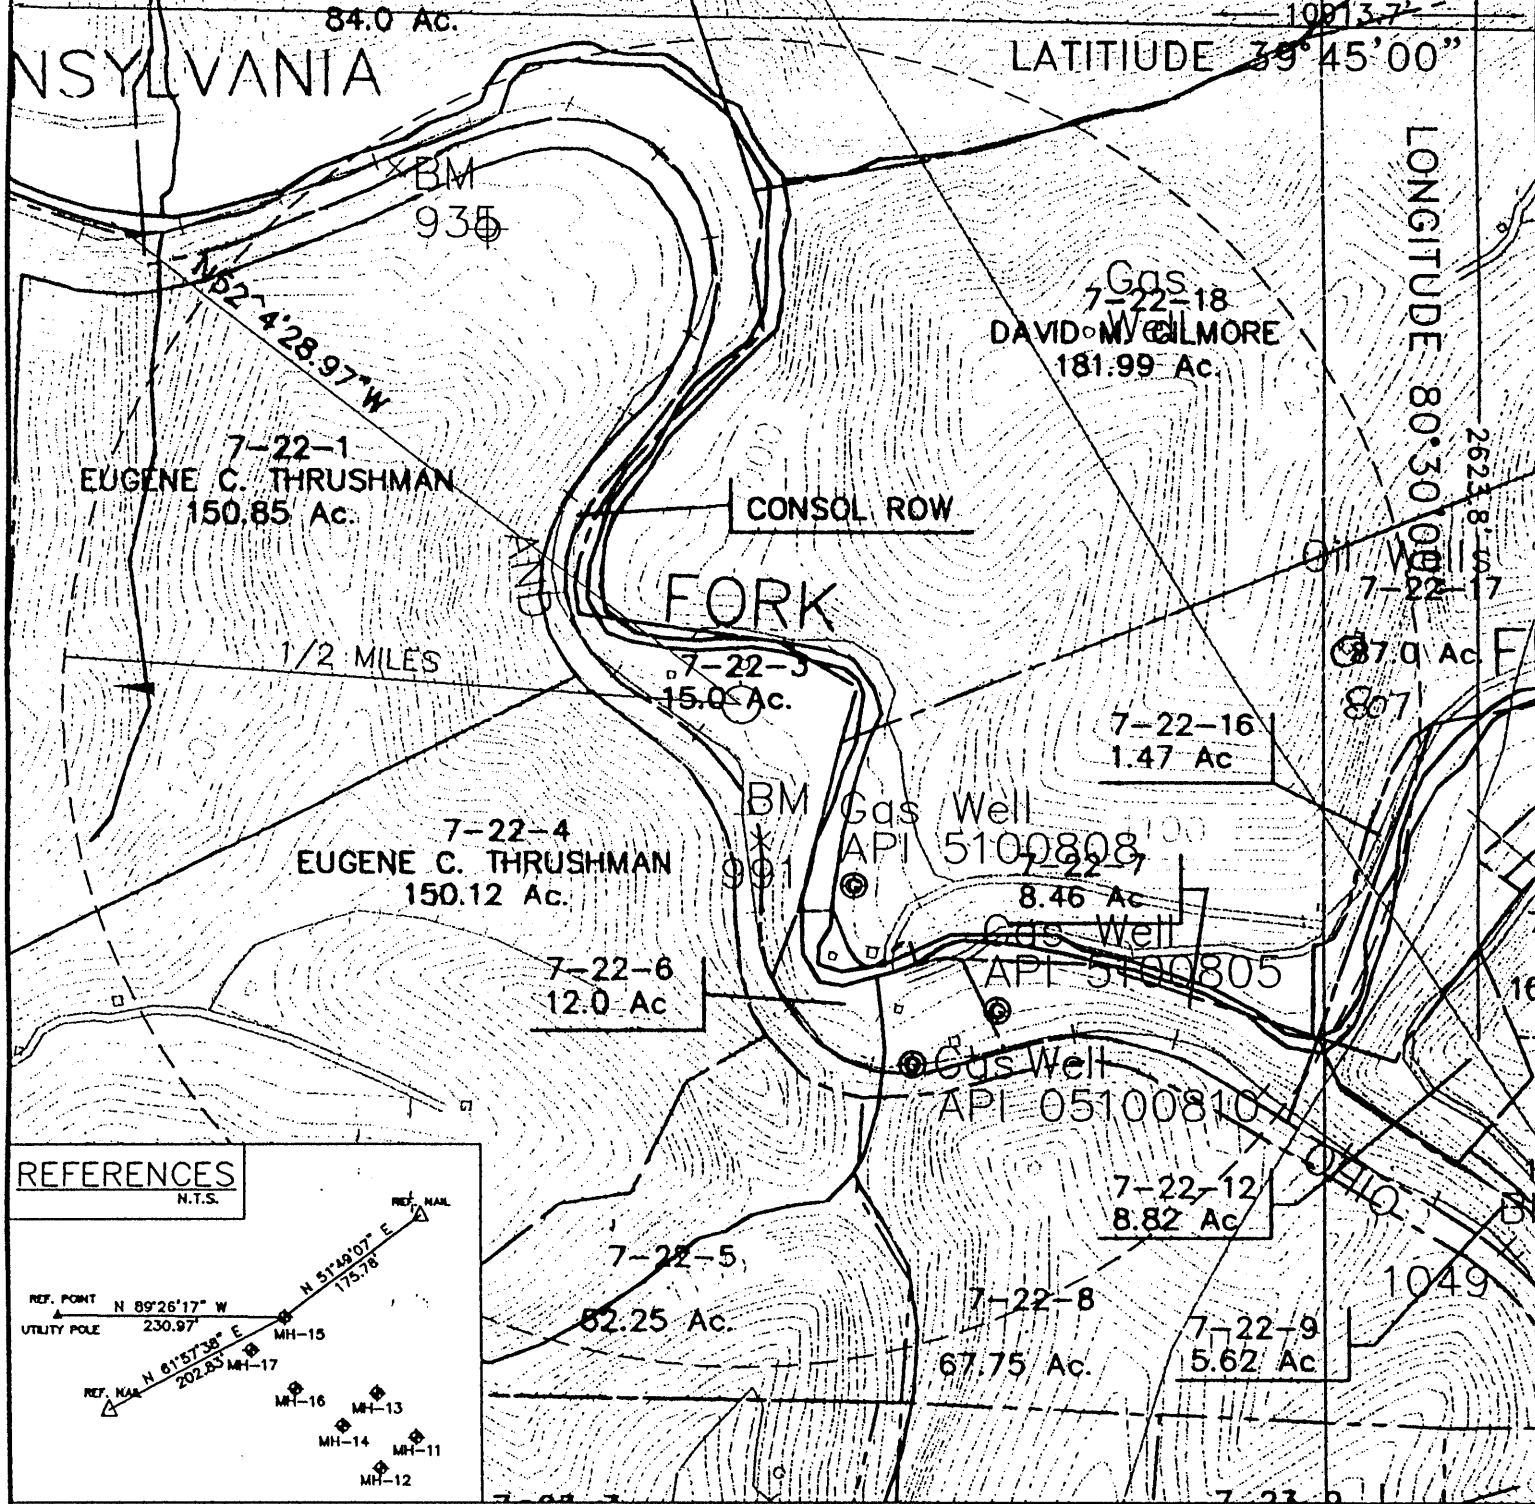 84.0 Ac.
10913.7'
NSYLVANIA
LATITIUDE 39°45'00"
LONGITUDE 80°30'00"
BM
935
N52°4'28.97"W
Gas
Well
7-22-18
DAVID M. GILMORE
181.99 Ac.
7-22-1
EUGENE C. THRUSHMAN
150.85 Ac.
2623.8'
CONSOL ROW
AND
FORK
Oil Wells
7-22-17
87.0 Ac.
807
1/2 MILES
7-22-3
15.0 Ac.
7-22-16
1.47 Ac
BM
991
Gas Well
API 5100808
7-22-4
EUGENE C. THRUSHMAN
150.12 Ac.
7-22-7
8.46 Ac
Gas Well
API 5100805
7-22-6
12.0 Ac
16
Gas Well
API 05100810
OHIO
7-22-12
8.82 Ac
1049
7-22-5
62.25 Ac.
7-22-8
67.75 Ac.
7-22-9
5.62 Ac
REFERENCES
N.T.S.
REF. NAIL
N 51°49'07" E
175.78'
REF. POINT
UTILITY POLE
N 89°26'17" W
230.97'
MH-15
N 61°57'38" E
202.83'
MH-17
REF. NAIL
MH-16
MH-13
MH-14
MH-11
MH-12